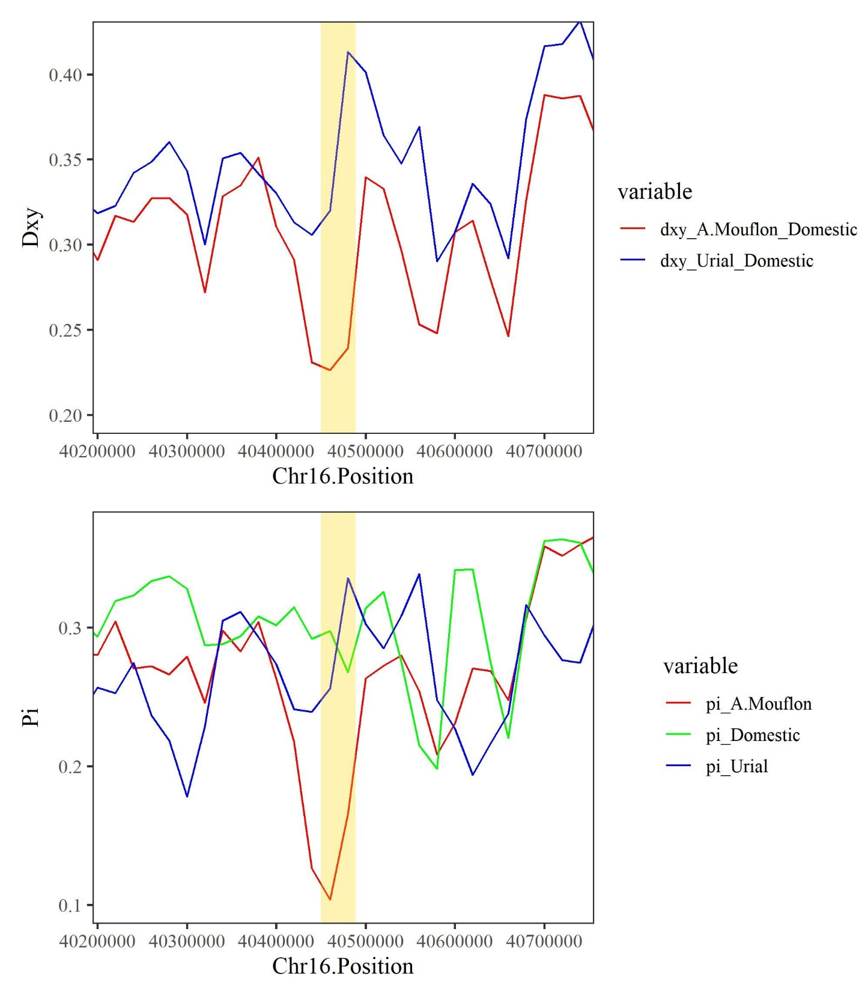 0.40
0.35
0.30
0.25
0.20
Dxy
40200000 40300000 40400000 40500000 40600000 40700000
Chr16.Position
variable
dxy_A.Mouflon_Domestic
dxy_Urial_Domestic
0.3
0.2
0.1
Pi
40200000 40300000 40400000 40500000 40600000 40700000
Chr16.Position
variable
pi_A.Mouflon
pi_Domestic
pi_Urial